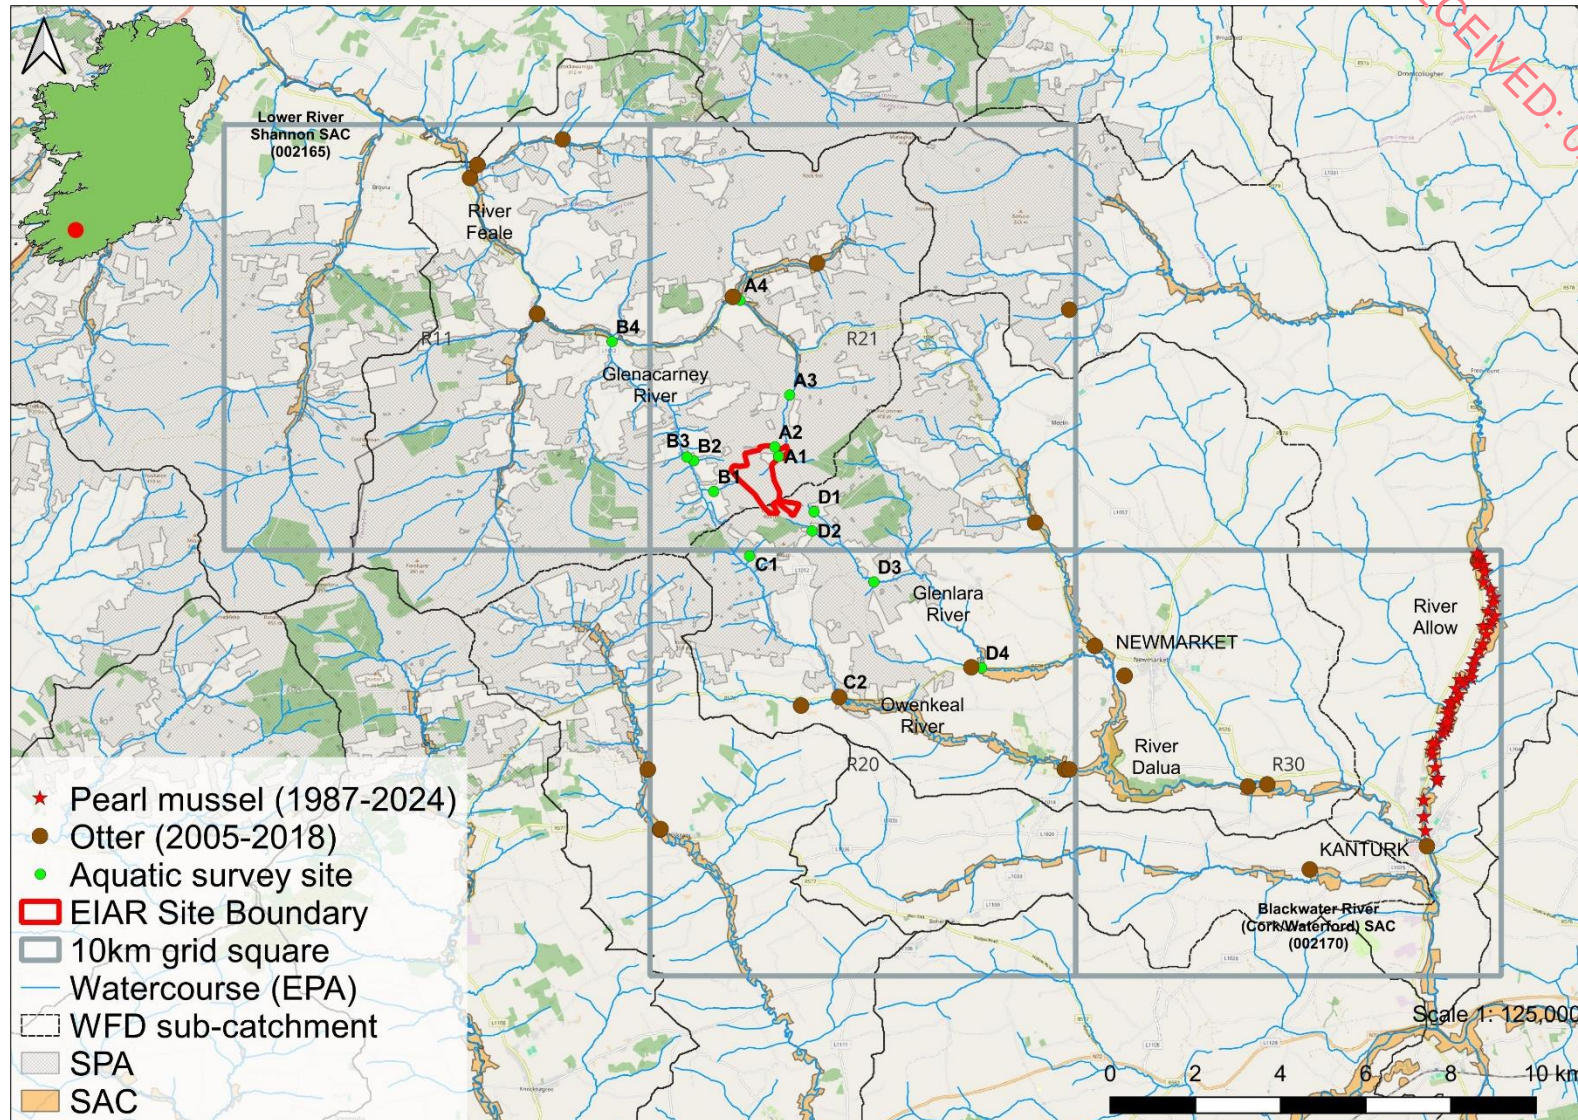 RECEIVED: 0
Lower River
Shannon SAC
(002165)
River
Feale
R11
R21
A4
B4
Glenacarney
River
A3
A2
A1
B3
B2
B1
D1
D2
C1
D3
Glenlara
River
D4
NEWMARKET
Newmarket
River
Allow
C2
Owenkeal
River
R20
River
Dalua
R30
KANTURK
Blackwater River
(Cork/Waterford) SAC
(002170)
Pearl mussel (1987-2024)
Otter (2005-2018)
Aquatic survey site
EIAR Site Boundary
10km grid square
Watercourse (EPA)
WFD sub-catchment
SPA
SAC
Scale 1: 125,000
0 2 4 6 8 10 km